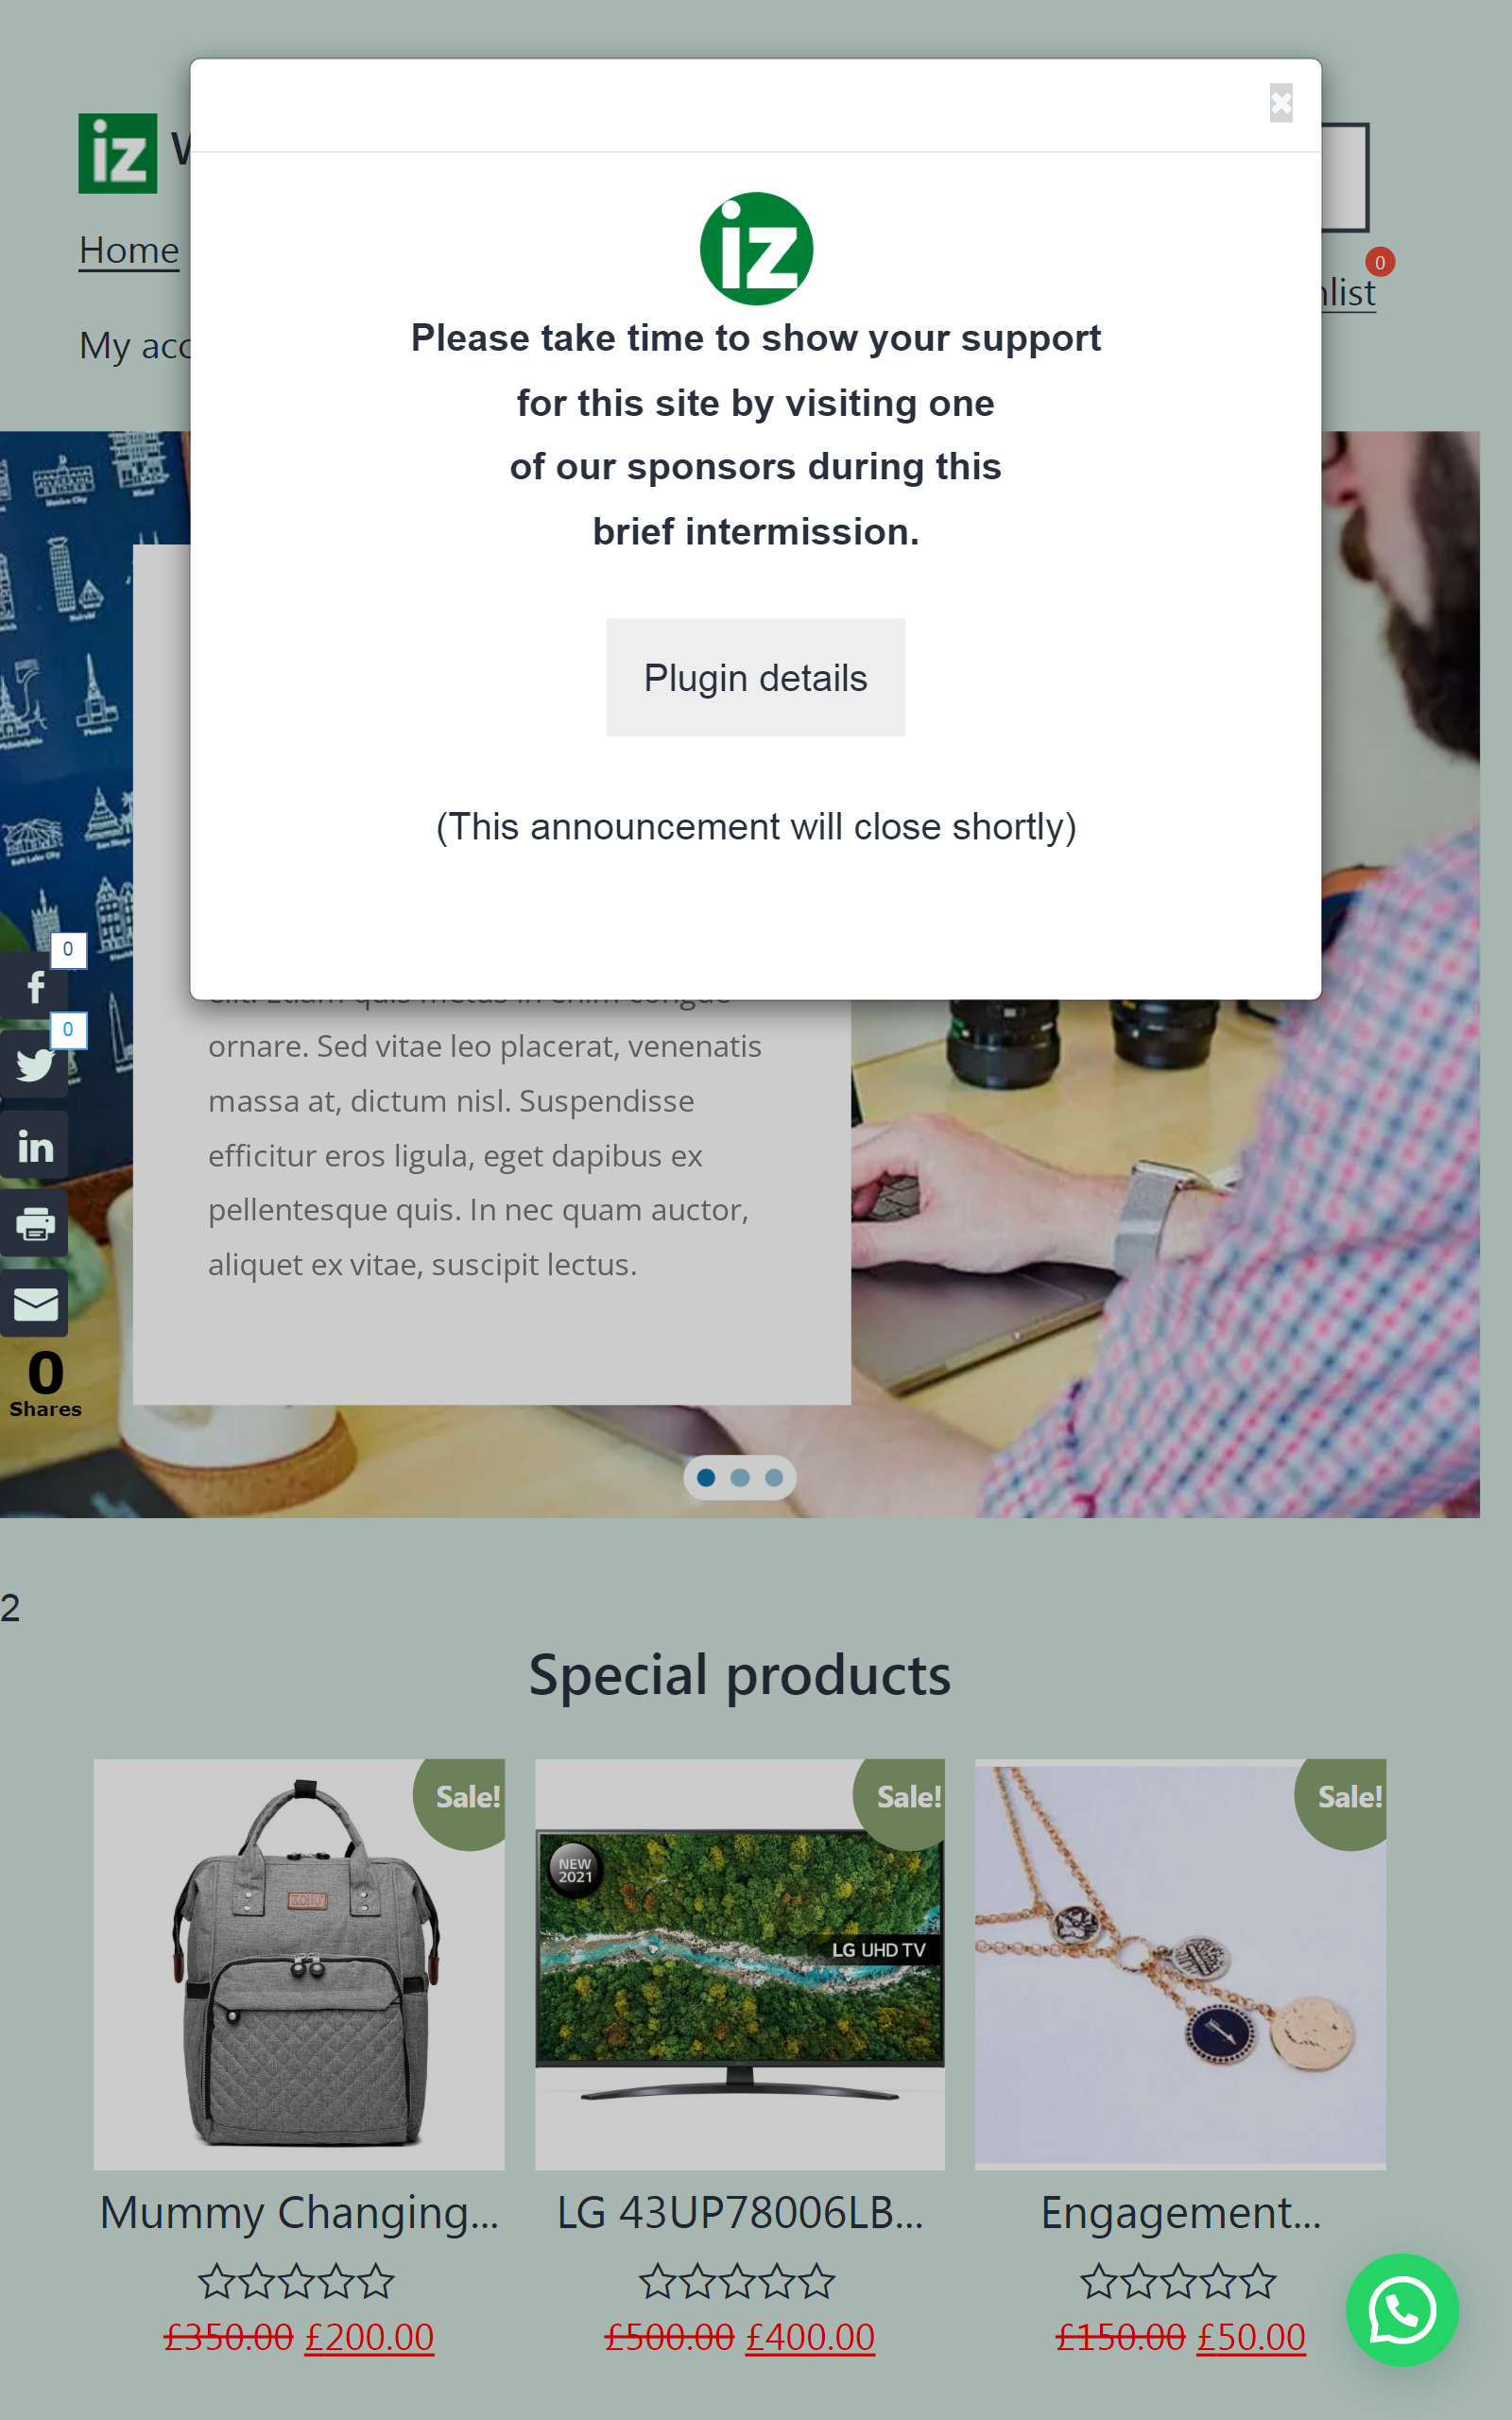 iz
W
Home
My acc
hlist
0
iz
Please take time to show your support
for this site by visiting one
of our sponsors during this
brief intermission.
Plugin details
(This announcement will close shortly)
ornare. Sed vitae leo placerat, venenatis
massa at, dictum nisl. Suspendisse
efficitur eros ligula, eget dapibus ex
pellentesque quis. In nec quam auctor,
aliquet ex vitae, suscipit lectus.
0
0
0
Shares
2
Special products
Sale!
Sale!
Sale!
NEW
2021
LG UHD TV
Mummy Changing...
LG 43UP78006LB...
Engagement...
£350.00 £200.00
£500.00 £400.00
£150.00 £50.00